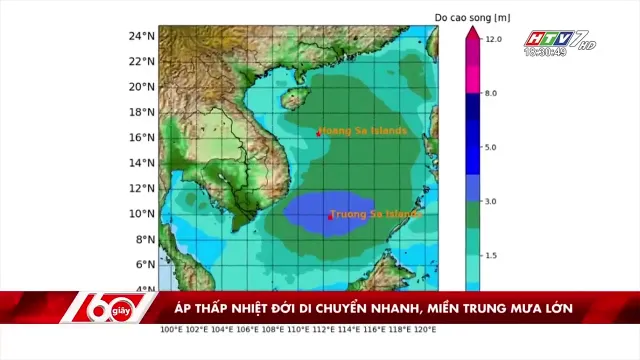 Do cao song [m]
HTV7 HD
18:30:49
24°N
22°N
20°N
18°N
16°N
14°N
12°N
10°N
8°N
6°N
4°N
Hoang Sa Islands
Truong Sa Islands
12.0
8.0
5.0
4.0
3.0
1.5
60 giây
ÁP THẤP NHIỆT ĐỚI DI CHUYỂN NHANH, MIỀN TRUNG MƯA LỚN
100°E 102°E 104°E 106°E 108°E 110°E 112°E 114°E 116°E 118°E 120°E